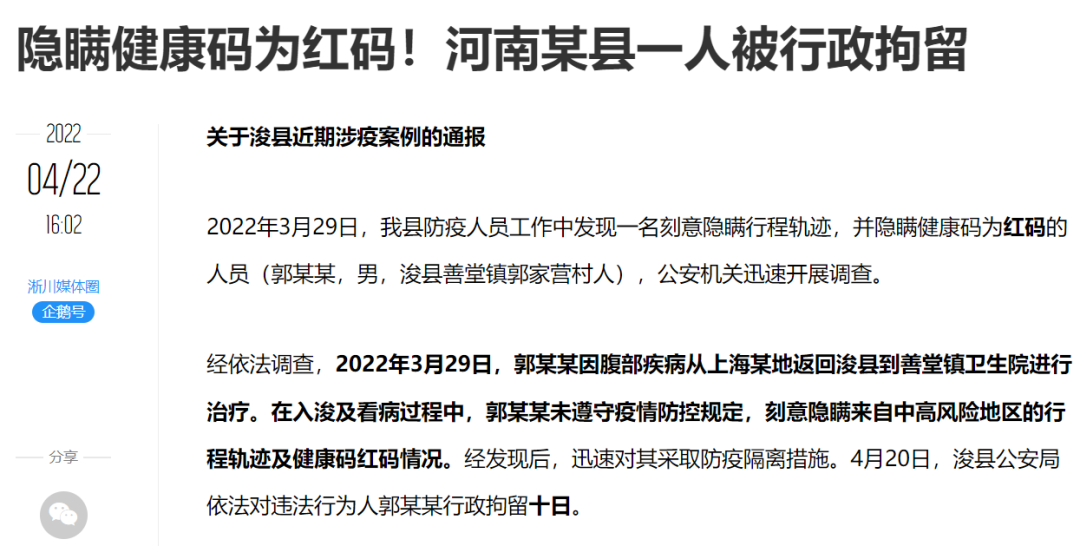 隐瞒健康码为红码！河南某县一人被行政拘留
2022
04/22
16:02
淅川媒体圈
企鹅号
分享
关于浚县近期涉疫案例的通报
2022年3月29日，我县防疫人员工作中发现一名刻意隐瞒行程轨迹，并隐瞒健康码为红码的
人员（郭某某，男，浚县善堂镇郭家营村人），公安机关迅速开展调查。
经依法调查，2022年3月29日，郭某某因腹部疾病从上海某地返回浚县到善堂镇卫生院进行
治疗。在入浚及看病过程中，郭某某未遵守疫情防控规定，刻意隐瞒来自中高风险地区的行
程轨迹及健康码红码情况。经发现后，迅速对其采取防疫隔离措施。4月20日，浚县公安局
依法对违法行为人郭某某行政拘留十日。